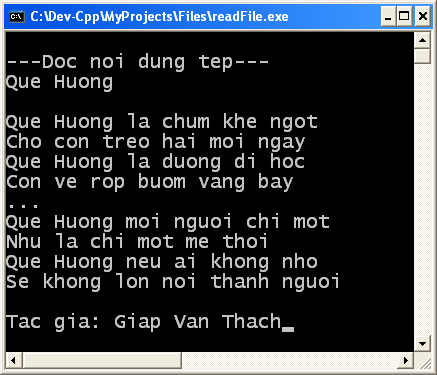 C:\Dev-Cpp\MyProjects\Files\readFile.exe
---Doc noi dung tep---
Que Huong
Que Huong la chum khe ngot
Cho con treo hai moi ngay
Que Huong la duong di hoc
Con ve rop buom vang bay
...
Que Huong moi nguoi chi mot
Nhu la chi mot me thoi
Que Huong neu ai khong nho
Se khong lon noi thanh nguoi
Tac gia: Giap Van Thach_